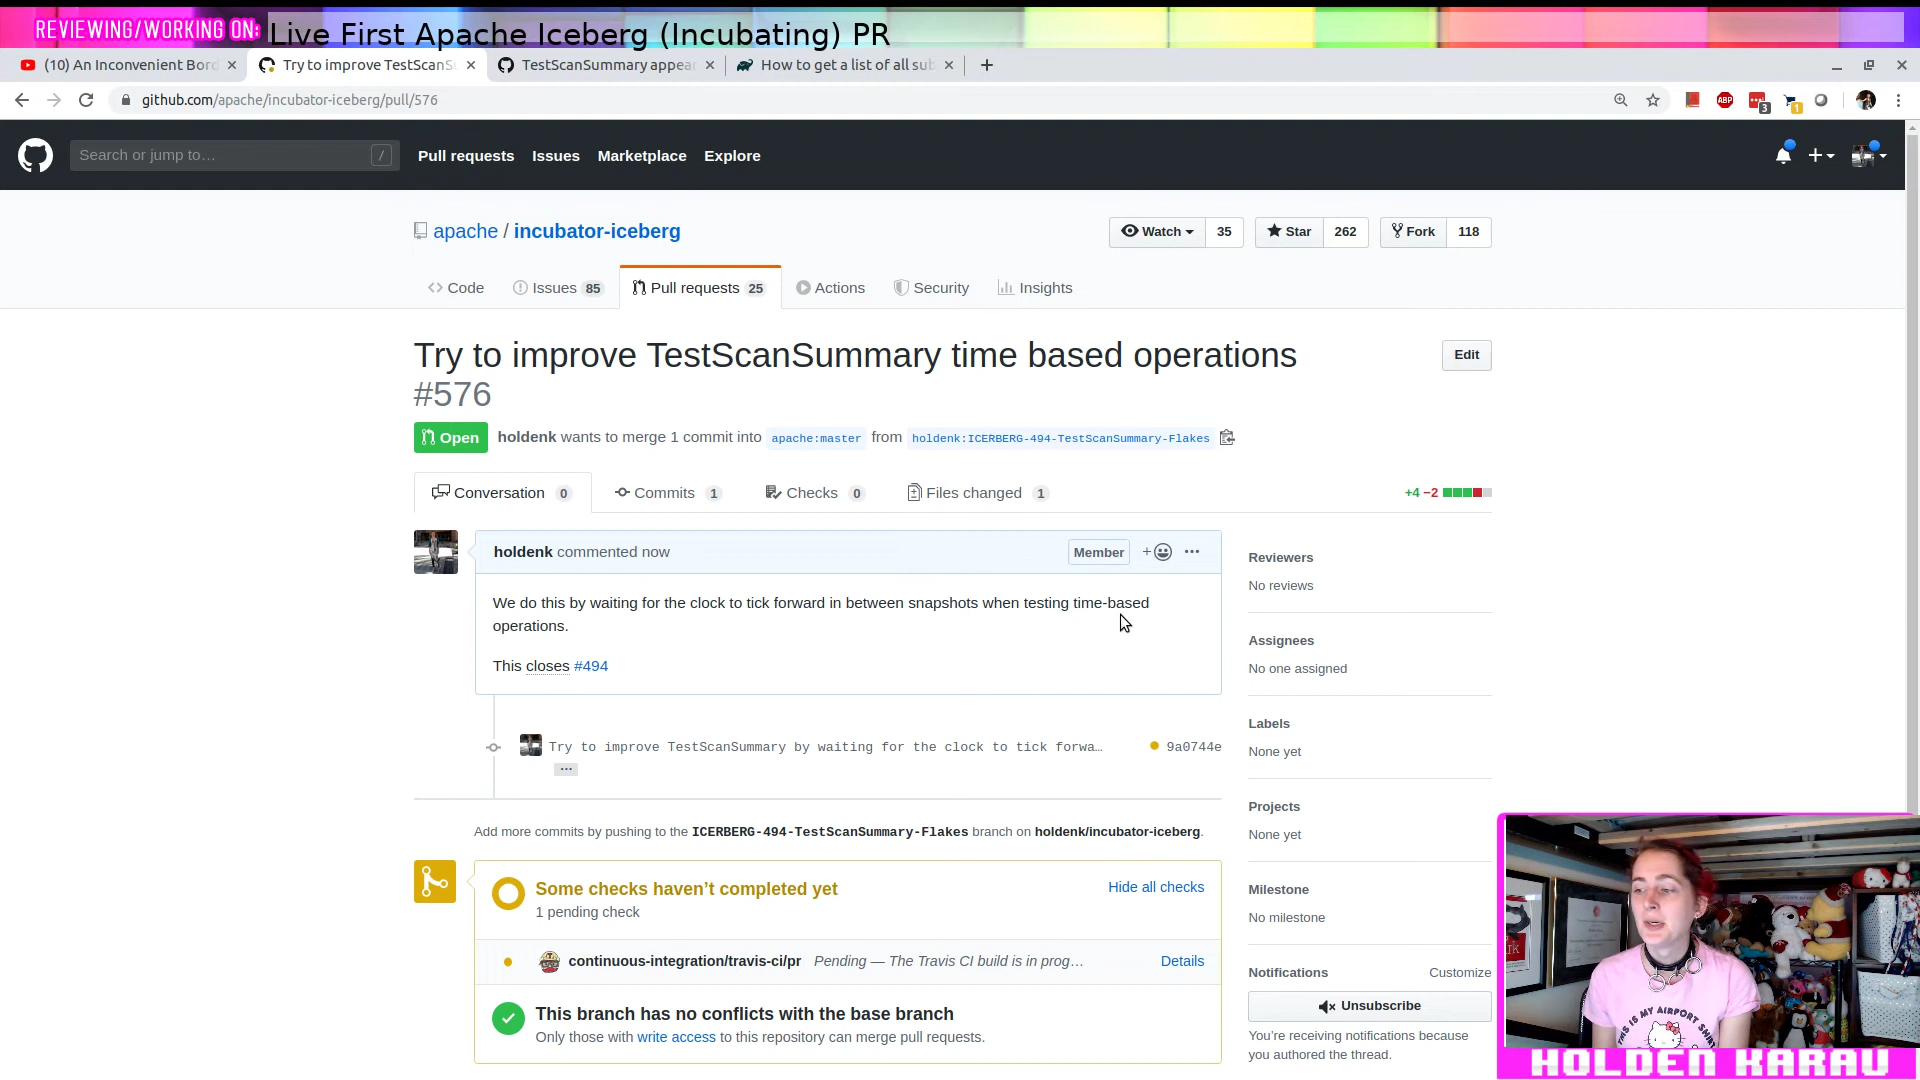 REVIEWING/WORKING ON:
Live First Apache Iceberg (Incubating) PR
(10) An Inconvenient Bord
Try to improve TestScanS
TestScanSummary appea
How to get a list of all sub
github.com/apache/incubator-iceberg/pull/576
ABP
3
1
Search or jump to…
/
Pull requests
Issues
Marketplace
Explore
apache / incubator-iceberg
Watch
35
Star
262
Fork
118
Code
Issues 85
Pull requests 25
Actions
Security
Insights
Try to improve TestScanSummary time based operations
#576
Edit
Open
holdenk wants to merge 1 commit into apache:master from holdenk:ICERBERG-494-TestScanSummary-Flakes
Conversation 0
Commits 1
Checks 0
Files changed 1
+4 −2
holdenk commented now
Member
We do this by waiting for the clock to tick forward in between snapshots when testing time-based
operations.
This closes #494
Try to improve TestScanSummary by waiting for the clock to tick forwa…
9a0744e
Add more commits by pushing to the ICERBERG-494-TestScanSummary-Flakes branch on holdenk/incubator-iceberg.
Some checks haven’t completed yet
1 pending check
Hide all checks
continuous-integration/travis-ci/pr Pending — The Travis CI build is in prog…
Details
This branch has no conflicts with the base branch
Only those with write access to this repository can merge pull requests.
Reviewers
No reviews
Assignees
No one assigned
Labels
None yet
Projects
None yet
Milestone
No milestone
Notifications
Customize
Unsubscribe
You’re receiving notifications because
you authored the thread.
THIS IS MY AIRPORT SHIRT
HOLDEN KARAU